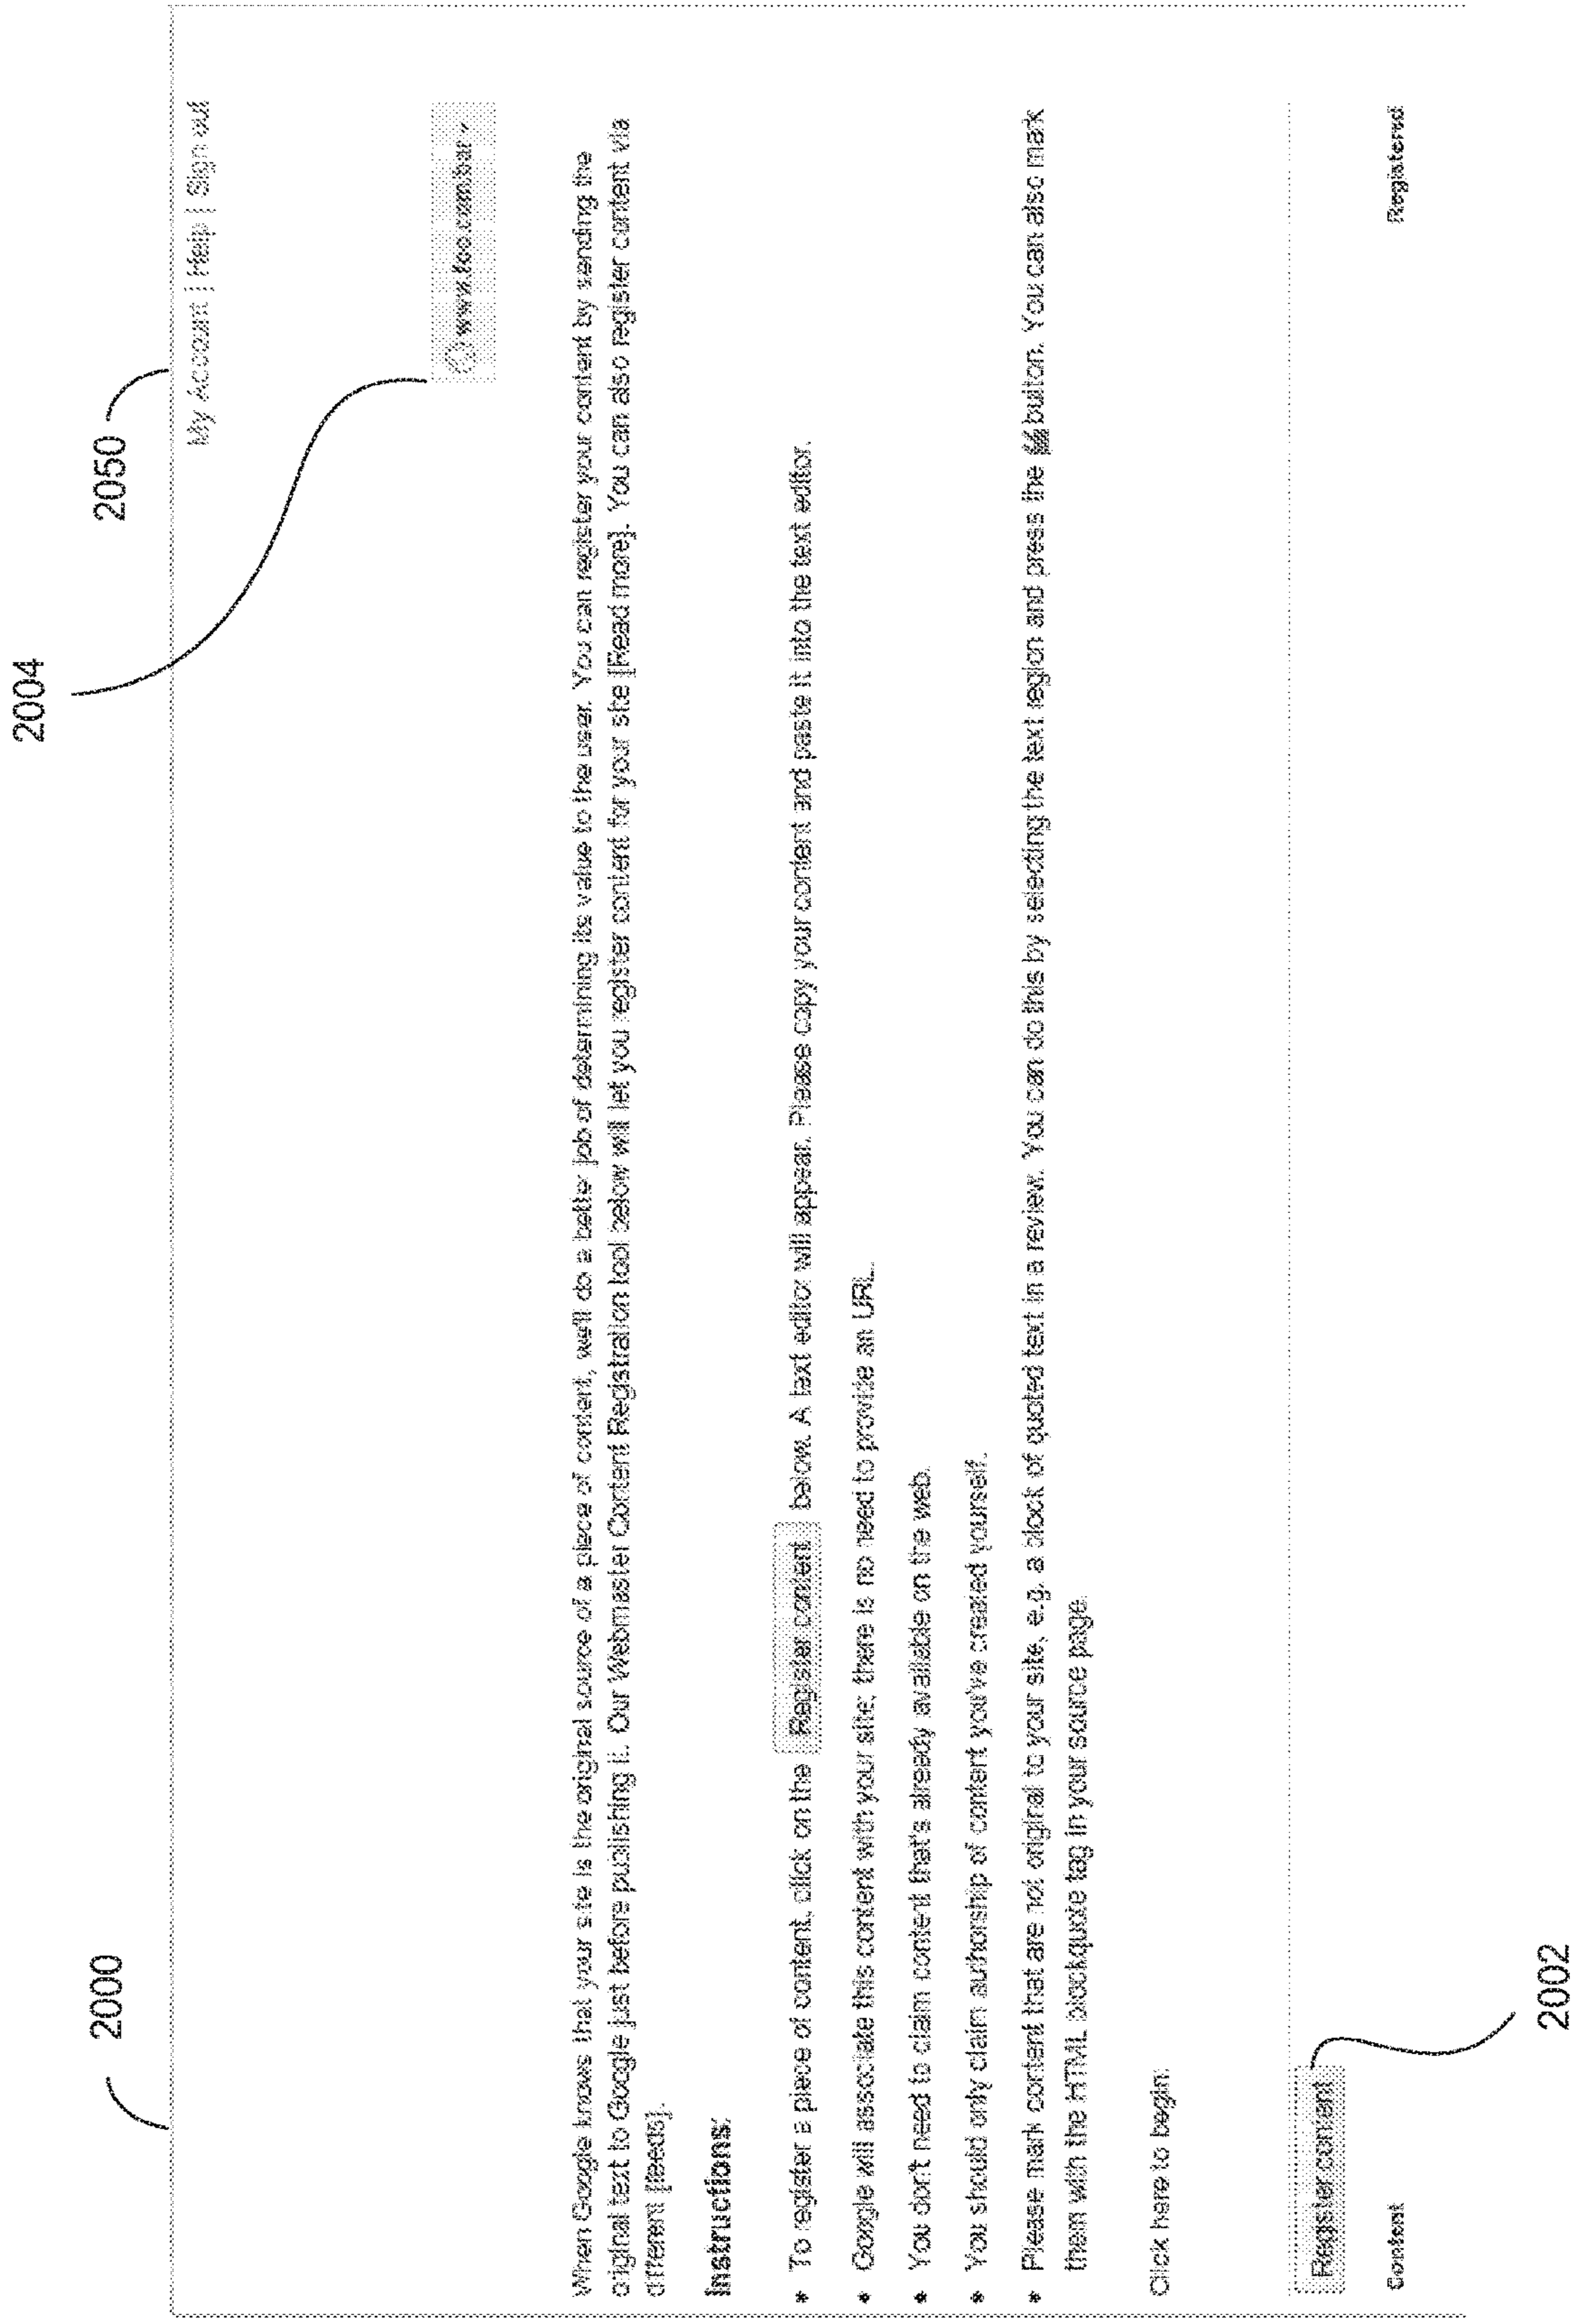 2004
2000
2050
My Account | Help | Sign out
www.foo.com/bar
When Google knows that your site is the original source of a piece of content, we'll do a better job of determining its value to the user. You can register your content by sending the
original text to Google just before publishing it. Our Webmaster Content Registration tool below will let you register content for your site [Read more]. You can also register content via
different [feeds].
Instructions:
To register a piece of content, click on the Register content below. A text editor will appear. Please copy your content and paste it into the text editor.
Google will associate this content with your site; there is no need to provide an URL.
You don't need to claim content that's already available on the web.
You should only claim authorship of content you've created yourself.
Please mark content that are not original to your site, e.g. a block of quoted text in a review. You can do this by selecting the text region and press the button. You can also mark
them with the HTML blockquote tag in your source page.
Click here to begin:
Register content
Content Registered
2002